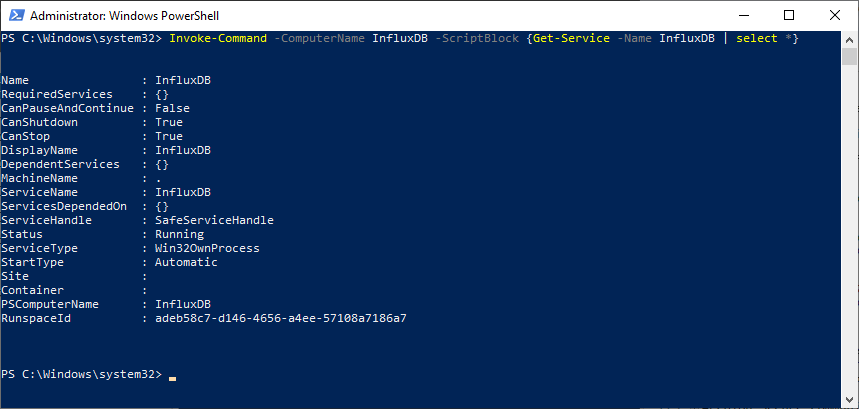 Administrator: Windows PowerShell
PS C:\Windows\system32> Invoke-Command -ComputerName InfluxDB -ScriptBlock {Get-Service -Name InfluxDB | select *}
Name                : InfluxDB
RequiredServices    : {}
CanPauseAndContinue : False
CanShutdown         : True
CanStop             : True
DisplayName         : InfluxDB
DependentServices   : {}
MachineName         : .
ServiceName         : InfluxDB
ServicesDependedOn  : {}
ServiceHandle       : SafeServiceHandle
Status              : Running
ServiceType         : Win32OwnProcess
StartType           : Automatic
Site                :
Container           :
PSComputerName      : InfluxDB
RunspaceId          : adeb58c7-d146-4656-a4ee-57108a7186a7
PS C:\Windows\system32>